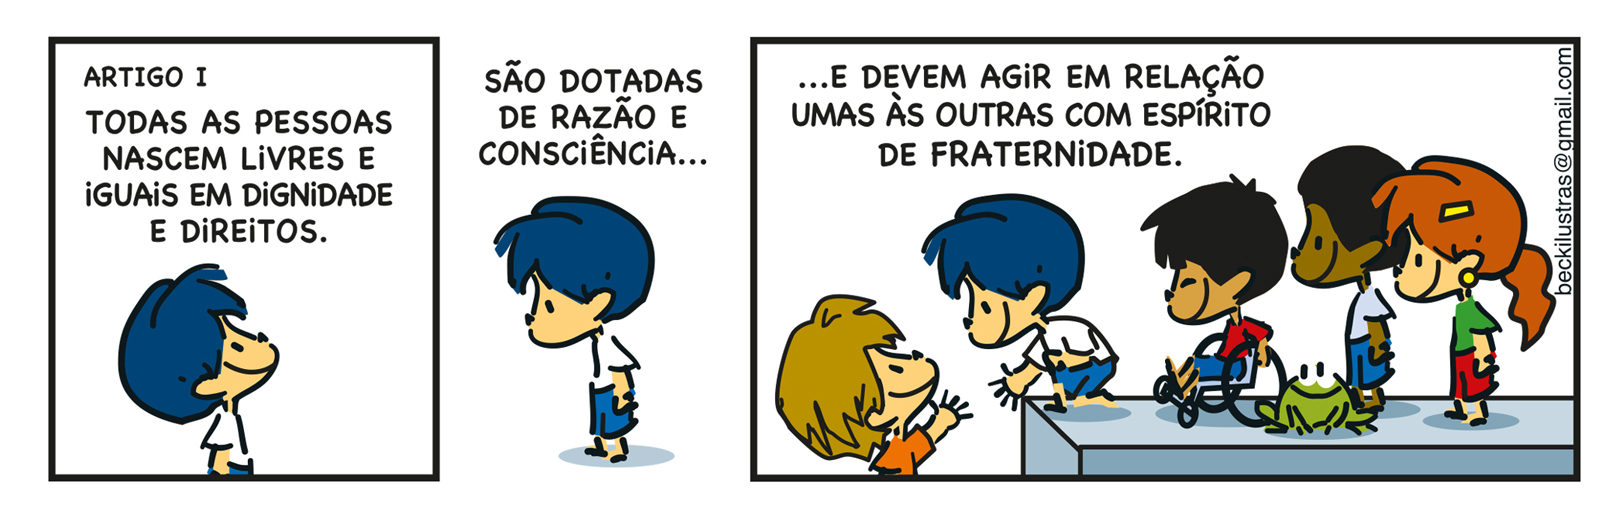 ARTIGO I
TODAS AS PESSOAS
NASCEM LIVRES E
IGUAIS EM DIGNIDADE
E DIREITOS.
SÃO DOTADAS
DE RAZÃO E
CONSCIÊNCIA...
...E DEVEM AGIR EM RELAÇÃO
UMAS ÀS OUTRAS COM ESPÍRITO
DE FRATERNIDADE.
beckilustras@gmail.com